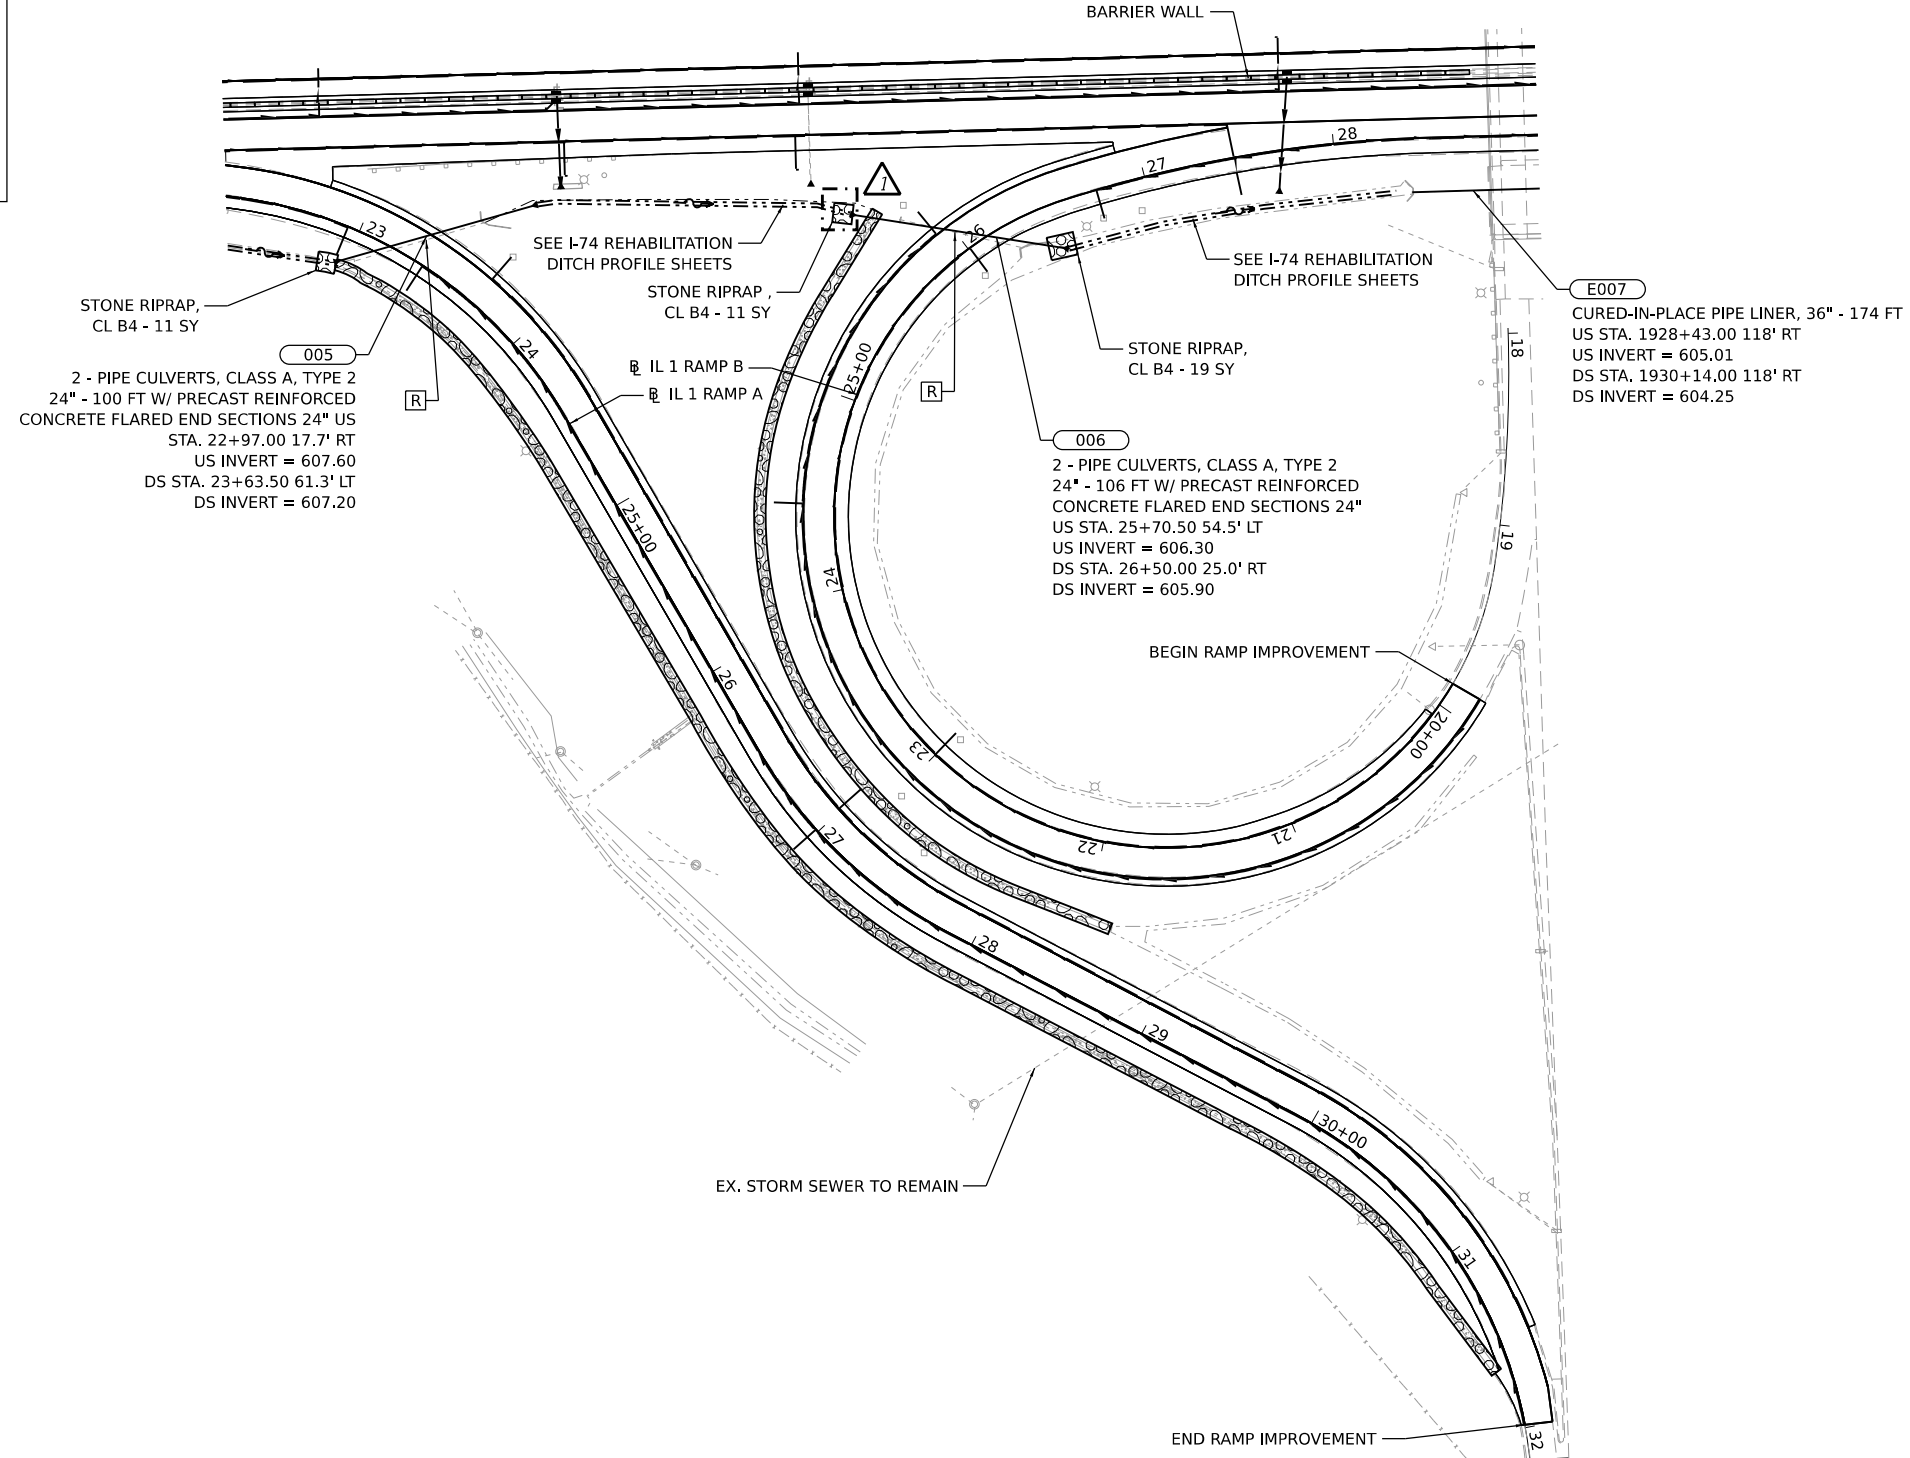 BARRIER WALL
28
27
1
23
26
SEE I-74 REHABILITATION
DITCH PROFILE SHEETS
SEE I-74 REHABILITATION
DITCH PROFILE SHEETS
STONE RIPRAP,
CL B4 - 11 SY
STONE RIPRAP ,
CL B4 - 11 SY
E007
CURED-IN-PLACE PIPE LINER, 36" - 174 FT
US STA. 1928+43.00 118' RT
US INVERT = 605.01
DS STA. 1930+14.00 118' RT
DS INVERT = 604.25
18
STONE RIPRAP,
CL B4 - 19 SY
005
2 - PIPE CULVERTS, CLASS A, TYPE 2
24" - 100 FT W/ PRECAST REINFORCED
CONCRETE FLARED END SECTIONS 24" US
STA. 22+97.00 17.7' RT
US INVERT = 607.60
DS STA. 23+63.50 61.3' LT
DS INVERT = 607.20
R
24
IL 1 RAMP B
IL 1 RAMP A
25+00
R
006
2 - PIPE CULVERTS, CLASS A, TYPE 2
24" - 106 FT W/ PRECAST REINFORCED
CONCRETE FLARED END SECTIONS 24"
US STA. 25+70.50 54.5' LT
US INVERT = 606.30
DS STA. 26+50.00 25.0' RT
DS INVERT = 605.90
25+00
19
24
BEGIN RAMP IMPROVEMENT
26
20+00
23
27
22
21
28
29
30+00
EX. STORM SEWER TO REMAIN
31
END RAMP IMPROVEMENT
32